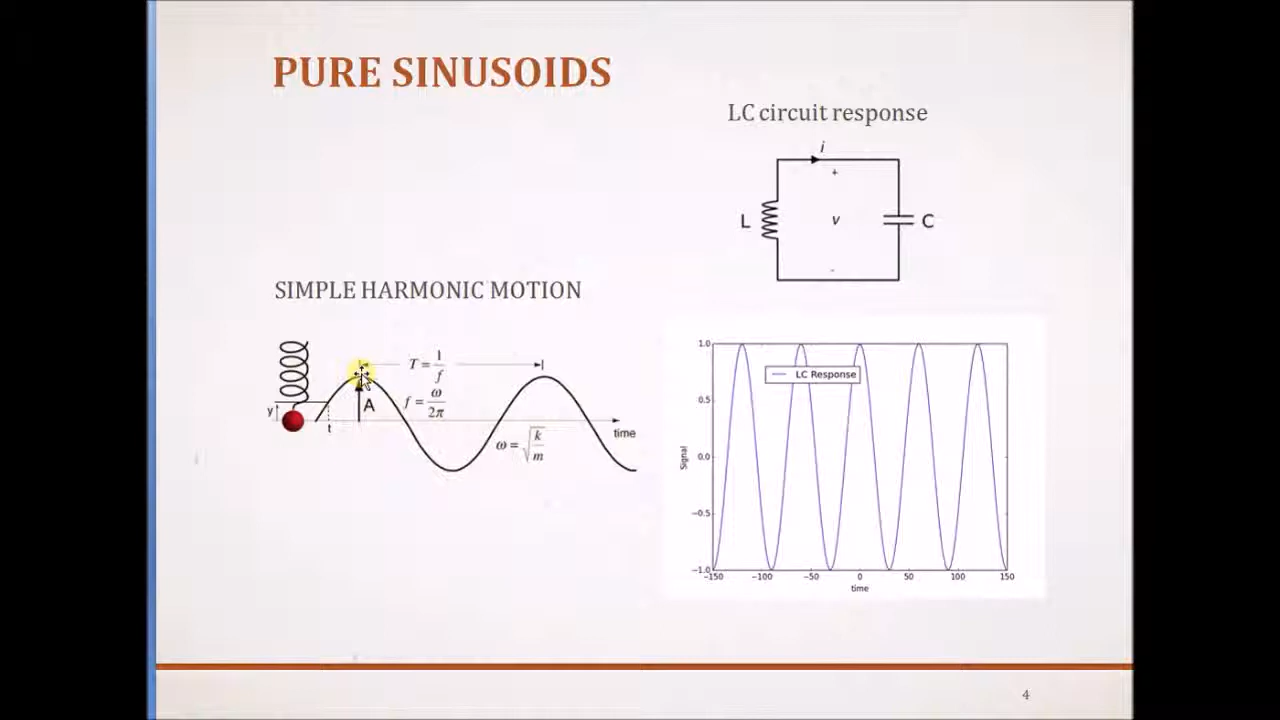 PURE SINUSOIDS
LC circuit response
i
+
L
v
C
-
SIMPLE HARMONIC MOTION
T = 1/f
f = ω/2π
A
y
t
time
ω = √k/m
1.0
0.5
0.0
−0.5
−1.0
Signal
LC Response
−150 −100 −50 0 50 100 150
time
4